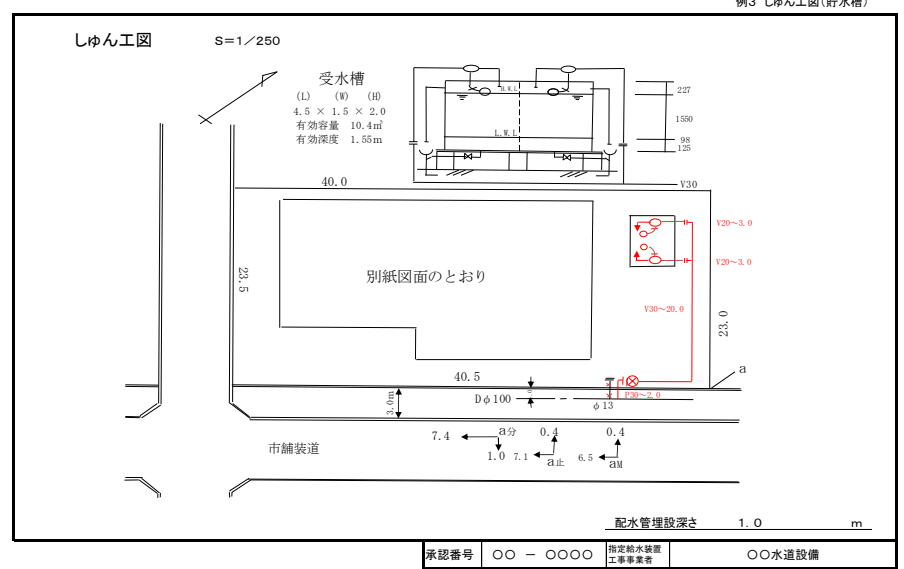 例3 しゅん工図(貯水槽)
しゅん工図
S=1/250
受水槽
(L) (W) (H)
4.5 × 1.5 × 2.0
有効容量 10.4㎥
有効深度 1.55m
H.W.L
L.W.L
227
1550
98
125
V30
40.0
V20～3.0
V20～3.0
23.5
別紙図面のとおり
V30～20.0
23.0
40.5
a
3.0m
Dφ100
φ13
P30～2.0
7.4
a分
1.0
0.4
7.1
a止
0.4
6.5
aM
市舗装道
配水管埋設深さ 1.0 m
承認番号
○○ － ○○○○
指定給水装置
工事事業者
○○水道設備